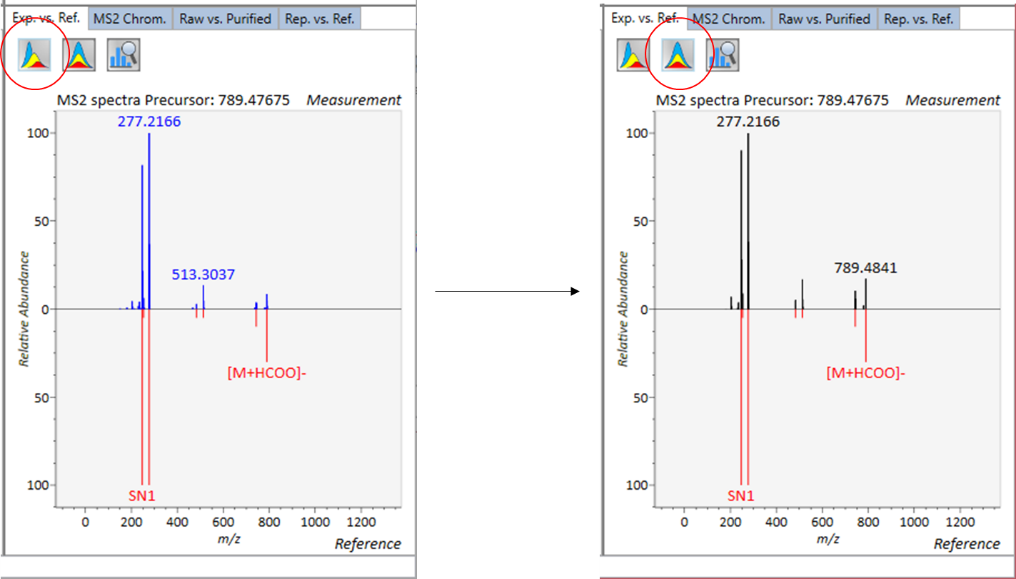 Exp. vs. Ref. MS2 Chrom. Raw vs. Purified Rep. vs. Ref.
MS2 spectra Precursor: 789.47675 Measurement
277.2166
100
50
513.3037
0
[M+HCOO]-
50
100
SN1
Relative Abundance
0 200 400 600 800 1000 1200
m/z
Reference
Exp. vs. Ref. MS2 Chrom. Raw vs. Purified Rep. vs. Ref.
MS2 spectra Precursor: 789.47675 Measurement
277.2166
100
50
789.4841
0
[M+HCOO]-
50
100
SN1
Relative Abundance
0 200 400 600 800 1000 1200
m/z
Reference